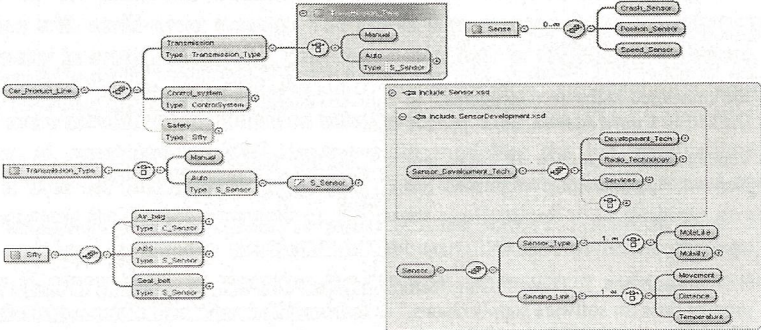 Transmission
Type Transmission_Type
Manual
Auto
Type S_Sensor
Sense
0..∞
Crash_Sensor
Position_Sensor
Speed_Sensor
Car_Product_Line
Control_system
Type ControlSystem
Safety
Type Sfty
Transmission_Type
Manual
Auto
Type S_Sensor
S_Sensor
Sfty
Air_bag
Type C_Sensor
ABS
Type S_Sensor
Seat_belt
Type S_Sensor
Include: Sensor.xsd
Include: SensorDevelopment.xsd
Sensor_Development_Tech
Development_Tech
Radio_Technology
Services
Sensor
Sensor_Type
1..∞
Mobility
Sensing_Unit
1..∞
Movement
Distance
Temperature